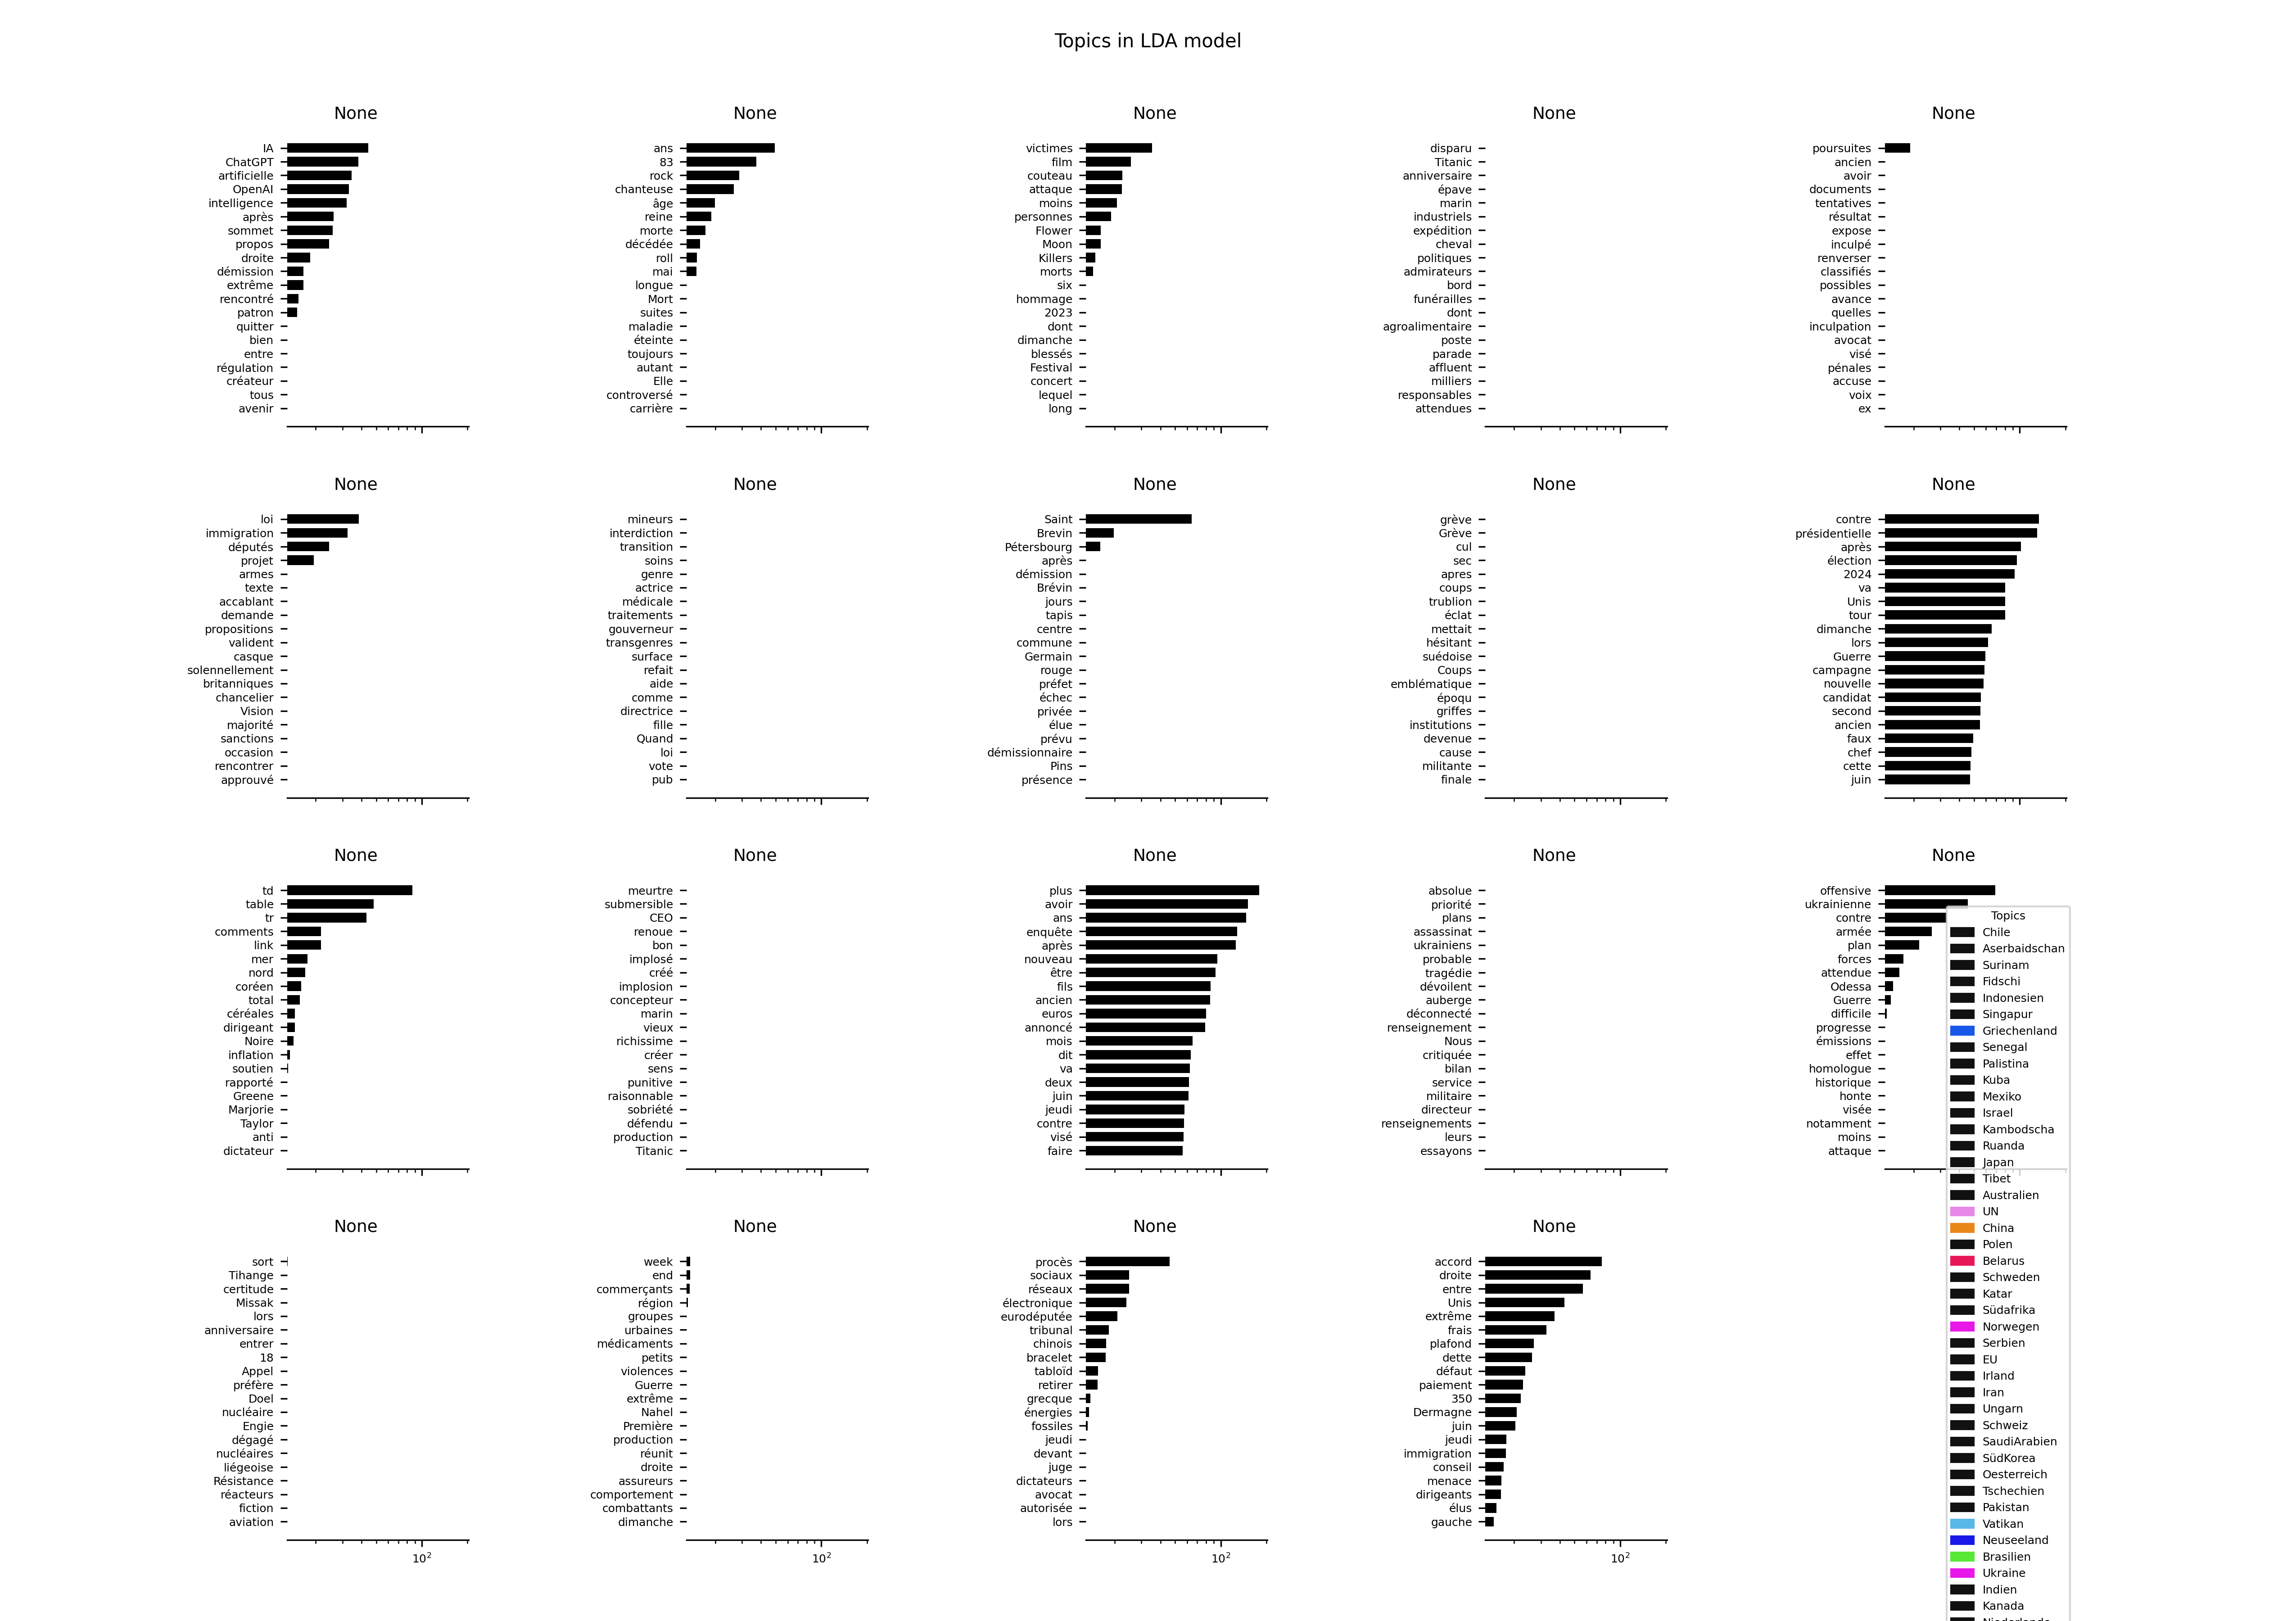 Topics in LDA model
None
IA
ChatGPT
artificielle
OpenAI
intelligence
après
sommet
propos
droite
démission
extrême
rencontré
patron
quitter
bien
entre
régulation
créateur
tous
avenir
None
ans
83
rock
chanteuse
âge
reine
morte
décédée
roll
mai
longue
Mort
suites
maladie
éteinte
toujours
autant
Elle
controversé
carrière
None
victimes
film
couteau
attaque
moins
personnes
Flower
Moon
Killers
morts
six
hommage
2023
dont
dimanche
blessés
Festival
concert
lequel
long
None
disparu
Titanic
anniversaire
épave
marin
industriels
expédition
cheval
politiques
admirateurs
bord
funérailles
dont
agroalimentaire
poste
parade
affluent
milliers
responsables
attendues
None
poursuites
ancien
avoir
documents
tentatives
résultat
expose
inculpé
renverser
classifiés
possibles
avance
quelles
inculpation
avocat
visé
pénales
accuse
voix
ex
None
loi
immigration
députés
projet
armes
texte
accablant
demande
propositions
valident
casque
solennellement
britanniques
chancelier
Vision
majorité
sanctions
occasion
rencontrer
approuvé
None
mineurs
interdiction
transition
soins
genre
actrice
médicale
traitements
gouverneur
transgenres
surface
refait
aide
comme
directrice
fille
Quand
loi
vote
pub
None
Saint
Brevin
Pétersbourg
après
démission
Brévin
jours
tapis
centre
commune
Germain
rouge
préfet
échec
privée
élue
prévu
démissionnaire
Pins
présence
None
grève
Grève
cul
sec
apres
coups
trublion
éclat
mettait
hésitant
suédoise
Coups
emblématique
époqu
griffes
institutions
devenue
cause
militante
finale
None
contre
présidentielle
après
élection
2024
va
Unis
tour
dimanche
lors
Guerre
campagne
nouvelle
candidat
second
ancien
faux
chef
cette
juin
None
td
table
tr
comments
link
mer
nord
coréen
total
céréales
dirigeant
Noire
inflation
soutien
rapporté
Greene
Marjorie
Taylor
anti
dictateur
None
meurtre
submersible
CEO
renoue
bon
implosé
créé
implosion
concepteur
marin
vieux
richissime
créer
sens
punitive
raisonnable
sobriété
défendu
production
Titanic
None
plus
avoir
ans
enquête
après
nouveau
être
fils
ancien
euros
annoncé
mois
dit
va
deux
juin
jeudi
contre
visé
faire
None
absolue
priorité
plans
assassinat
ukrainiens
probable
tragédie
dévoilent
auberge
déconnecté
renseignement
Nous
critiquée
bilan
service
militaire
directeur
renseignements
leurs
essayons
None
offensive
ukrainienne
contre
armée
plan
forces
attendue
Odessa
Guerre
difficile
progresse
émissions
effet
homologue
historique
honte
visée
notamment
moins
attaque
None
sort
Tihange
certitude
Missak
lors
anniversaire
entrer
18
Appel
préfère
Doel
nucléaire
Engie
dégagé
nucléaires
liégeoise
Résistance
réacteurs
fiction
aviation
10²
None
week
end
commerçants
région
groupes
urbaines
médicaments
petits
violences
Guerre
extrême
Nahel
Première
production
réunit
droite
assureurs
comportement
combattants
dimanche
10²
None
procès
sociaux
réseaux
électronique
eurodéputée
tribunal
chinois
bracelet
tabloïd
retirer
grecque
énergies
fossiles
jeudi
devant
juge
dictateurs
avocat
autorisée
lors
10²
None
accord
droite
entre
Unis
extrême
frais
plafond
dette
défaut
paiement
350
Dermagne
juin
jeudi
immigration
conseil
menace
dirigeants
élus
gauche
10²
Topics
Chile
Aserbaidschan
Surinam
Fidschi
Indonesien
Singapur
Griechenland
Senegal
Palistina
Kuba
Mexiko
Israel
Kambodscha
Ruanda
Japan
Tibet
Australien
UN
China
Polen
Belarus
Schweden
Katar
Südafrika
Norwegen
Serbien
EU
Irland
Iran
Ungarn
Schweiz
SaudiArabien
SüdKorea
Oesterreich
Tschechien
Pakistan
Vatikan
Neuseeland
Brasilien
Ukraine
Indien
Kanada